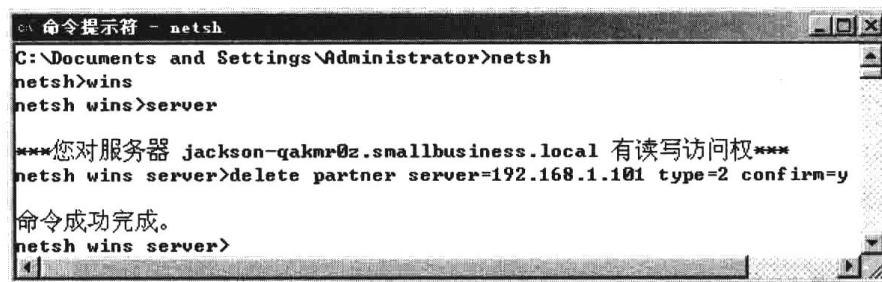 命令提示符 - netsh
C:\Documents and Settings\Administrator>netsh
netsh>wins
netsh wins>server
***您对服务器 jackson-qakmr0z.smallbusiness.local 有读写访问权***
netsh wins server>delete partner server=192.168.1.101 type=2 confirm=y
命令成功完成。
netsh wins server>